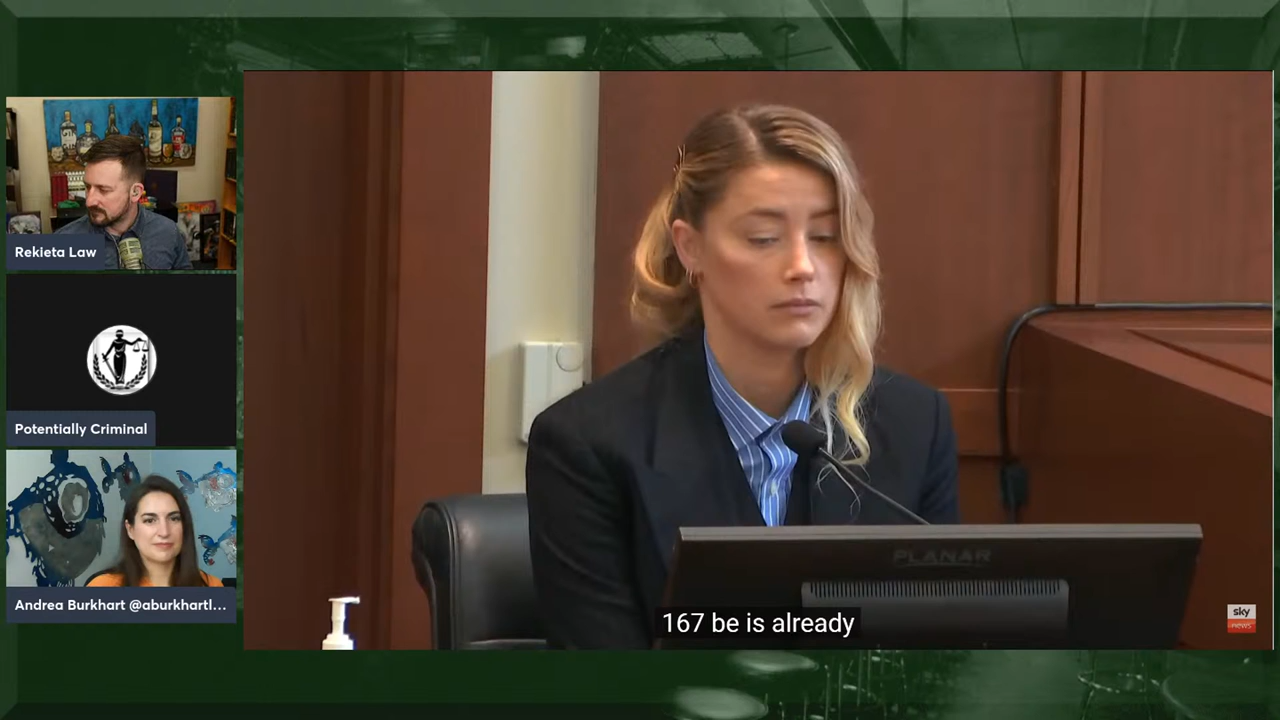 Rekieta Law
Potentially Criminal
Andrea Burkhart @aburkhartl...
PLANAR
167 be is already
sky
news